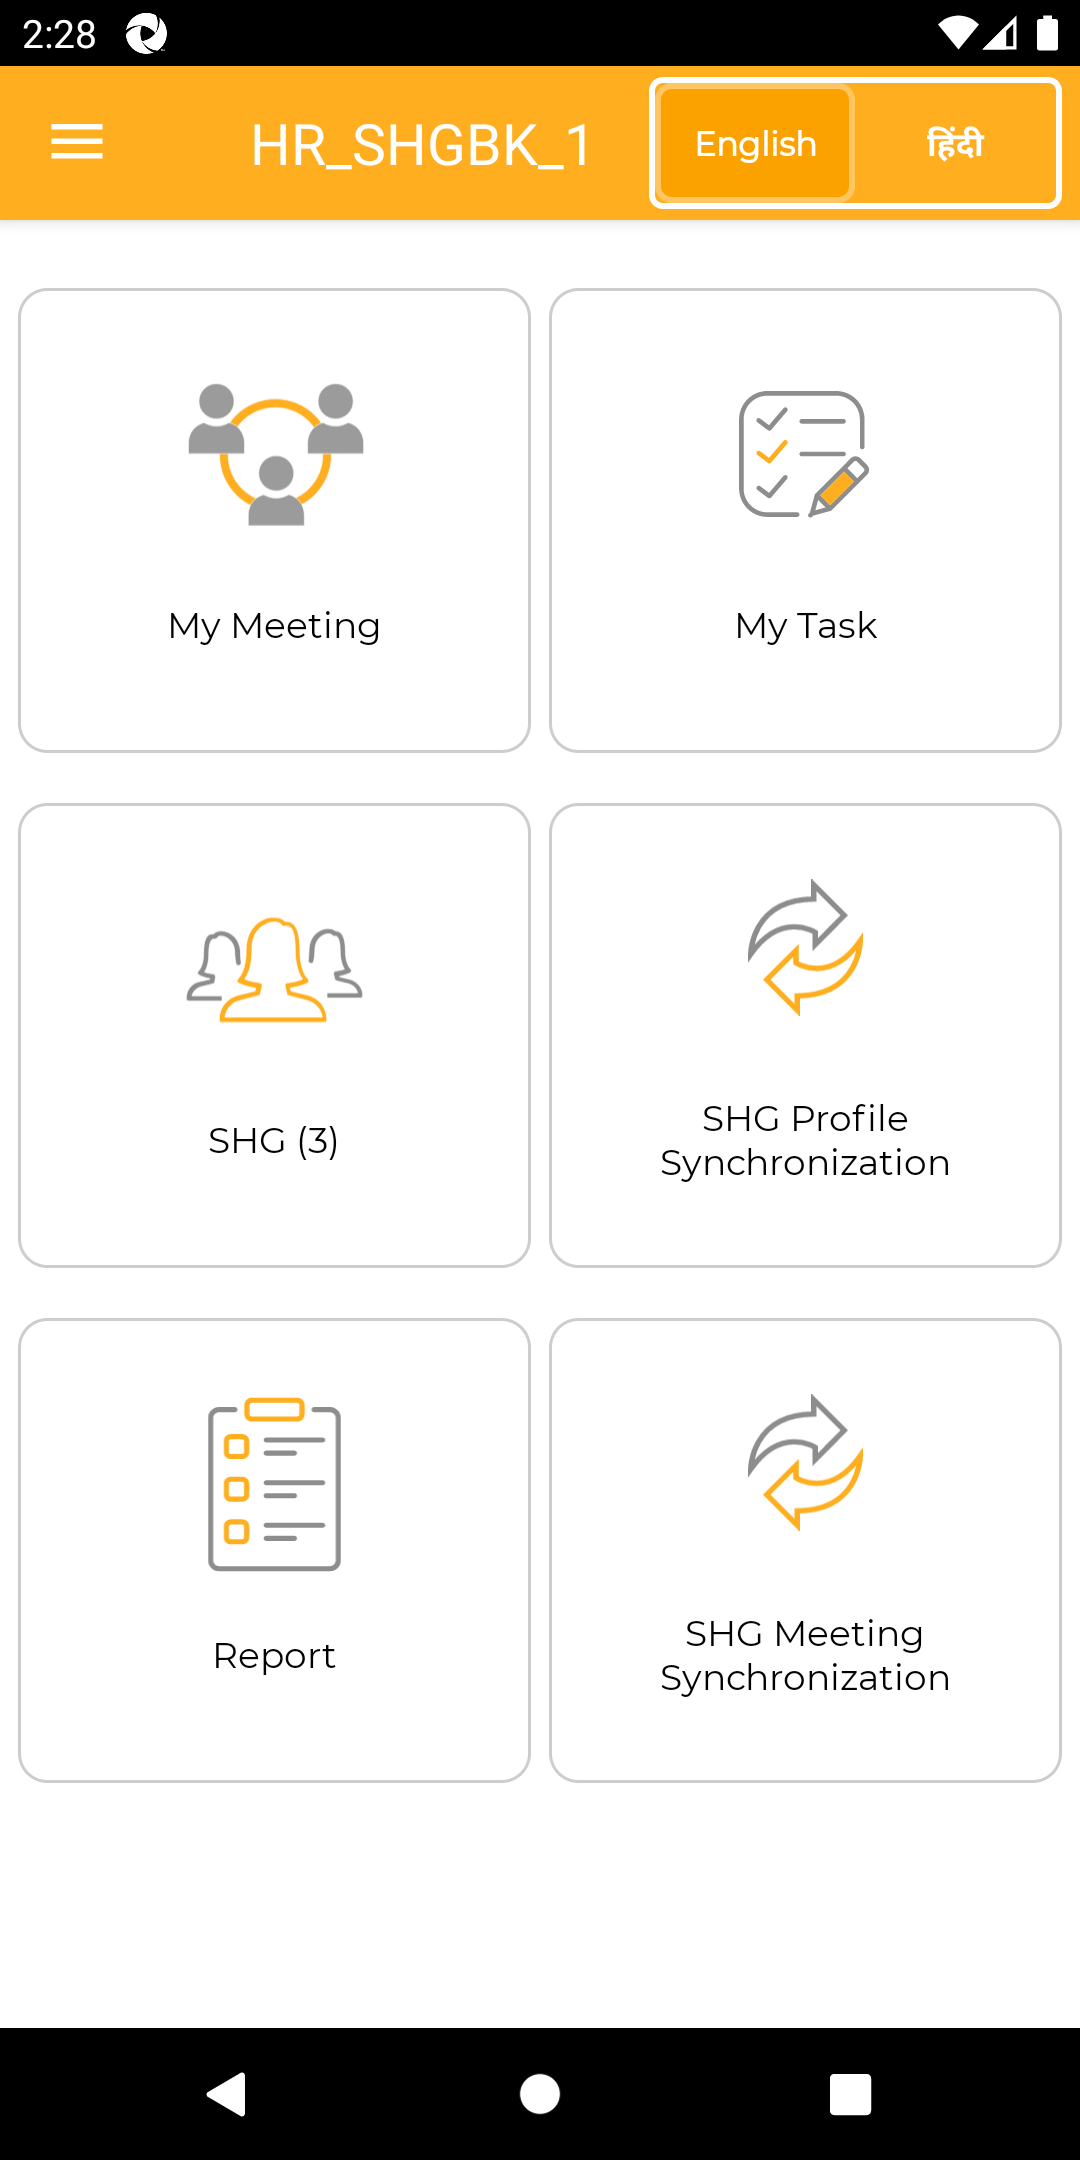 2:28
HR_SHGBK_1
English
हिंदी
My Meeting
My Task
SHG (3)
SHG Profile
Synchronization
Report
SHG Meeting
Synchronization